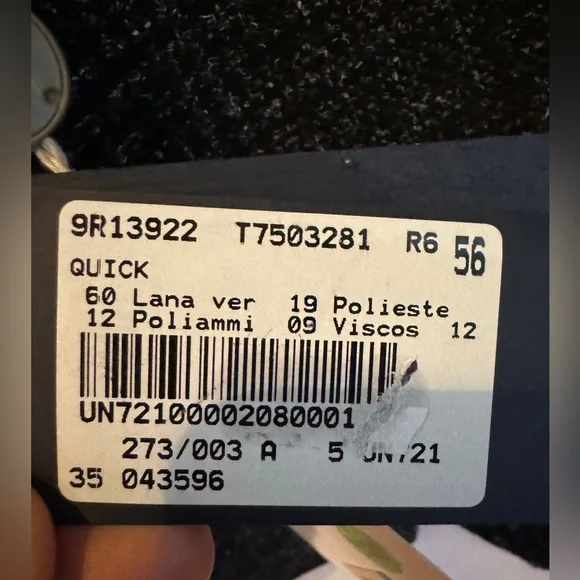 9R13922 T7503281 R6 56
QUICK
60 Lana ver 19 Polieste
12 Poliammi 09 Viscos 12
UN72100002080001
273/003 A 5 UN721
35 043596